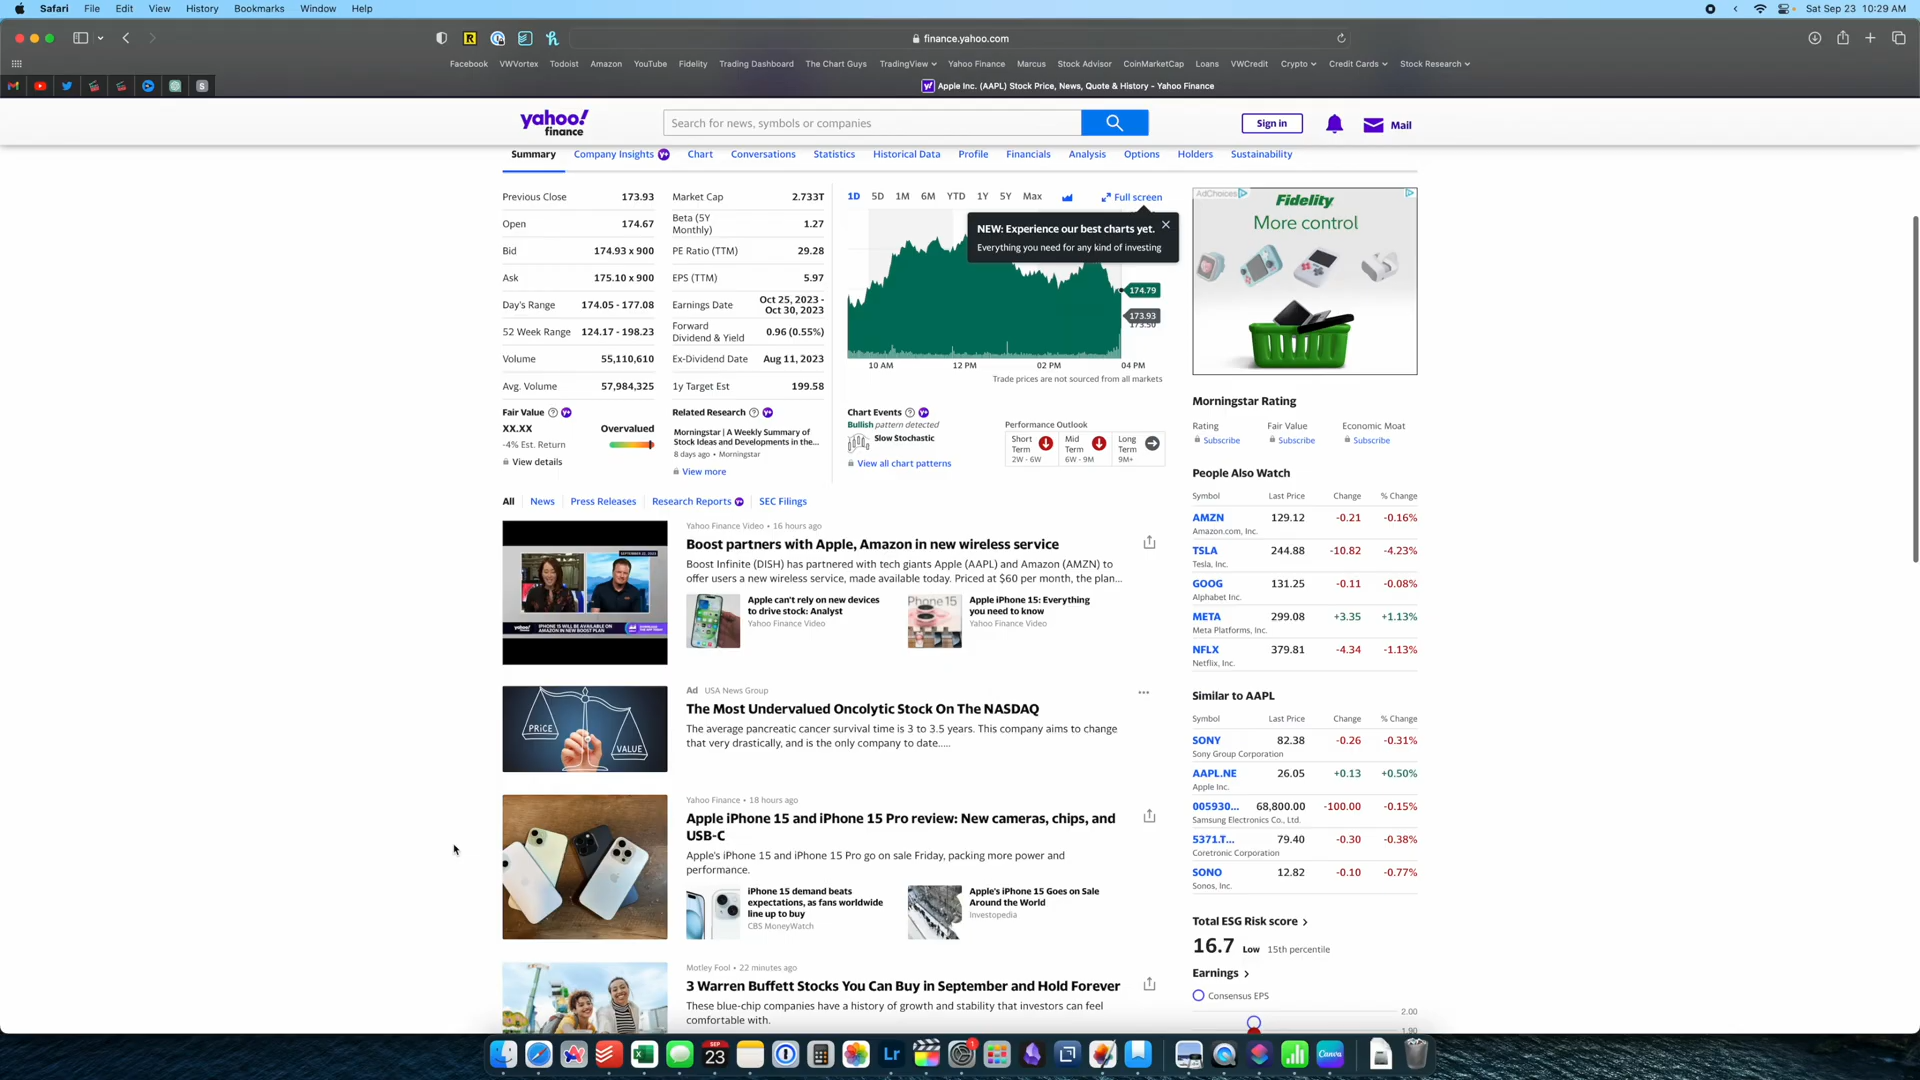 Safari File Edit View History Bookmarks Window Help
Sat Sep 23 10:29 AM
finance.yahoo.com
Facebook VWVortex Todoist Amazon YouTube Fidelity Trading Dashboard The Chart Guys TradingView Yahoo Finance Marcus Stock Advisor CoinMarketCap Loans VWCredit Crypto Credit Cards Stock Research
Apple Inc. (AAPL) Stock Price, News, Quote & History - Yahoo Finance
yahoo! finance
Search for news, symbols or companies
Sign in
Mail
Summary Company Insights Chart Conversations Statistics Historical Data Profile Financials Analysis Options Holders Sustainability
Previous Close 173.93
Open 174.67
Bid 174.93 x 900
Ask 175.10 x 900
Day's Range 174.05 - 177.08
52 Week Range 124.17 - 198.23
Volume 55,110,610
Avg. Volume 57,984,325
Market Cap 2.733T
Beta (5Y Monthly) 1.27
PE Ratio (TTM) 29.28
EPS (TTM) 5.97
Earnings Date Oct 25, 2023 - Oct 30, 2023
Forward Dividend & Yield 0.96 (0.55%)
Ex-Dividend Date Aug 11, 2023
1y Target Est 199.58
1D 5D 1M 6M YTD 1Y 5Y Max Full screen
NEW: Experience our best charts yet.
Everything you need for any kind of investing
174.79
173.93
173.50
10 AM 12 PM 02 PM 04 PM
Trade prices are not sourced from all markets
Fair Value
XX.XX Overvalued
-4% Est. Return
View details
Related Research
Morningstar | A Weekly Summary of
Stock Ideas and Developments in the...
8 days ago • Morningstar
View more
Chart Events
Bullish pattern detected
Slow Stochastic
View all chart patterns
Performance Outlook
Short Term 2W - 6W
Mid Term 6W - 9M
Long Term 9M+
All News Press Releases Research Reports SEC Filings
Yahoo Finance Video • 16 hours ago
Boost partners with Apple, Amazon in new wireless service
Boost Infinite (DISH) has partnered with tech giants Apple (AAPL) and Amazon (AMZN) to
offer users a new wireless service, made available today. Priced at $60 per month, the plan...
Apple can't rely on new devices
to drive stock: Analyst
Yahoo Finance Video
Phone 15
Apple iPhone 15: Everything
you need to know
Yahoo Finance Video
PRICE
VALUE
Ad USA News Group
The Most Undervalued Oncolytic Stock On The NASDAQ
The average pancreatic cancer survival time is 3 to 3.5 years. This company aims to change
that very drastically, and is the only company to date.....
Yahoo Finance • 18 hours ago
Apple iPhone 15 and iPhone 15 Pro review: New cameras, chips, and
USB-C
Apple's iPhone 15 and iPhone 15 Pro go on sale Friday, packing more power and
performance.
iPhone 15 demand beats
expectations, as fans worldwide
line up to buy
CBS MoneyWatch
Apple's iPhone 15 Goes on Sale
Around the World
Investopedia
Motley Fool • 22 minutes ago
3 Warren Buffett Stocks You Can Buy in September and Hold Forever
These blue-chip companies have a history of growth and stability that investors can feel
comfortable with.
AdChoices
Fidelity
More control
Morningstar Rating
Rating Fair Value Economic Moat
Subscribe Subscribe Subscribe
People Also Watch
Symbol Last Price Change % Change
AMZN 129.12 -0.21 -0.16%
Amazon.com, Inc.
TSLA 244.88 -10.82 -4.23%
Tesla, Inc.
GOOG 131.25 -0.11 -0.08%
Alphabet Inc.
META 299.08 +3.35 +1.13%
Meta Platforms, Inc.
NFLX 379.81 -4.34 -1.13%
Netflix, Inc.
Similar to AAPL
Symbol Last Price Change % Change
SONY 82.38 -0.26 -0.31%
Sony Group Corporation
AAPL.NE 26.05 +0.13 +0.50%
Apple Inc.
005930... 68,800.00 -100.00 -0.15%
Samsung Electronics Co., Ltd.
5371.T... 79.40 -0.30 -0.38%
Coretronic Corporation
SONO 12.82 -0.10 -0.77%
Sonos, Inc.
Total ESG Risk score
16.7 Low 15th percentile
Earnings
Consensus EPS
2.00
1.90
SEP
23
Lr
1
Canva